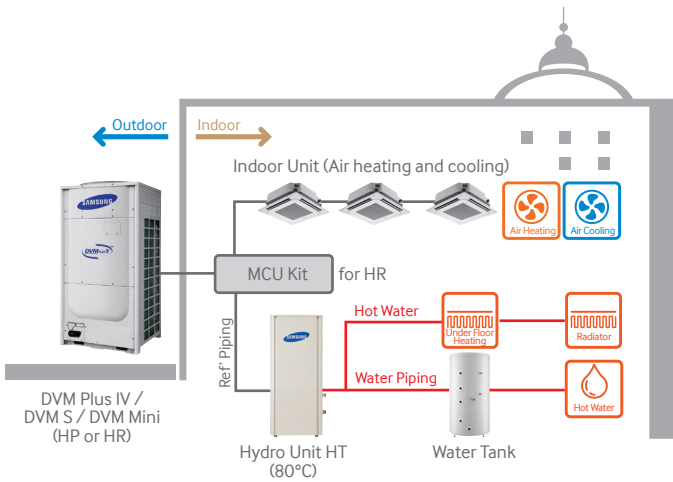 Outdoor
Indoor
Indoor Unit (Air heating and cooling)
SAMSUNG
DVM PLUS IV
Air Heating
Air Cooling
MCU Kit
for HR
Ref' Piping
Hot Water
Under Floor
Heating
Radiator
SAMSUNG
Water Piping
Hot Water
DVM Plus IV /
DVM S / DVM Mini
(HP or HR)
Hydro Unit HT
(80°C)
Water Tank